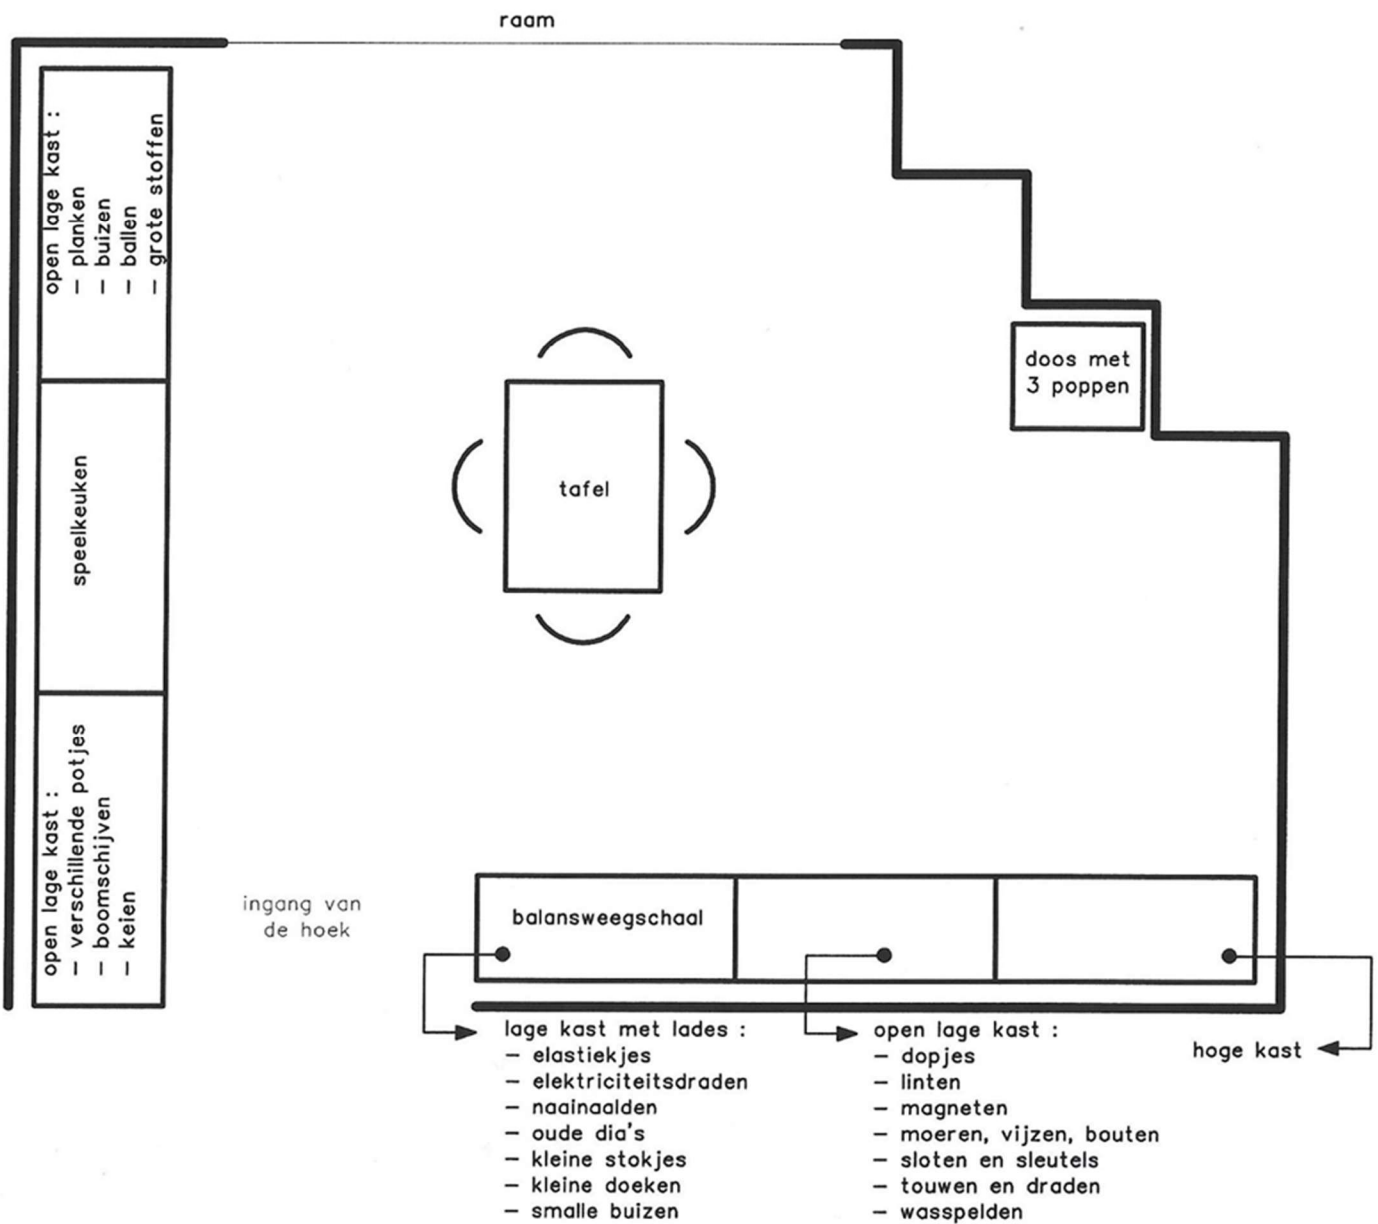 raam
open lage kast :
– planken
– buizen
– ballen
– grote stoffen
speelkeuken
open lage kast :
– verschillende potjes
– boomschijven
– keien
tafel
doos met
3 poppen
ingang van
de hoek
balansweegschaal
lage kast met lades :
– elastiekjes
– elektriciteitsdraden
– naainaalden
– oude dia's
– kleine stokjes
– kleine doeken
– smalle buizen
open lage kast :
– dopjes
– linten
– magneten
– moeren, vijzen, bouten
– sloten en sleutels
– touwen en draden
– wasspelden
hoge kast